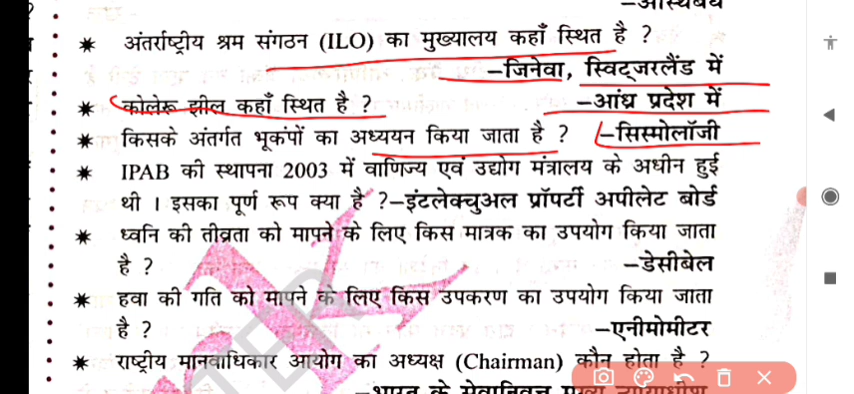 * अंतर्राष्ट्रीय श्रम संगठन (ILO) का मुख्यालय कहाँ स्थित है ?
–जिनेवा, स्विट्जरलैंड में
* कोलेरू झील कहाँ स्थित है ? –आंध्र प्रदेश में
* किसके अंतर्गत भूकंपों का अध्ययन किया जाता है ? –सिस्मोलॉजी
* IPAB की स्थापना 2003 में वाणिज्य एवं उद्योग मंत्रालय के अधीन हुई
थी । इसका पूर्ण रूप क्या है ?–इंटलेक्चुअल प्रॉपर्टी अपीलेट बोर्ड
* ध्वनि की तीव्रता को मापने के लिए किस मात्रक का उपयोग किया जाता
है ? –डेसीबेल
* हवा की गति को मापने के लिए किस उपकरण का उपयोग किया जाता
है ? –एनीमोमीटर
* राष्ट्रीय मानवाधिकार आयोग का अध्यक्ष (Chairman) कौन होता है ?
–भारत के सेवानिवृत्त मुख्य न्यायाधीश